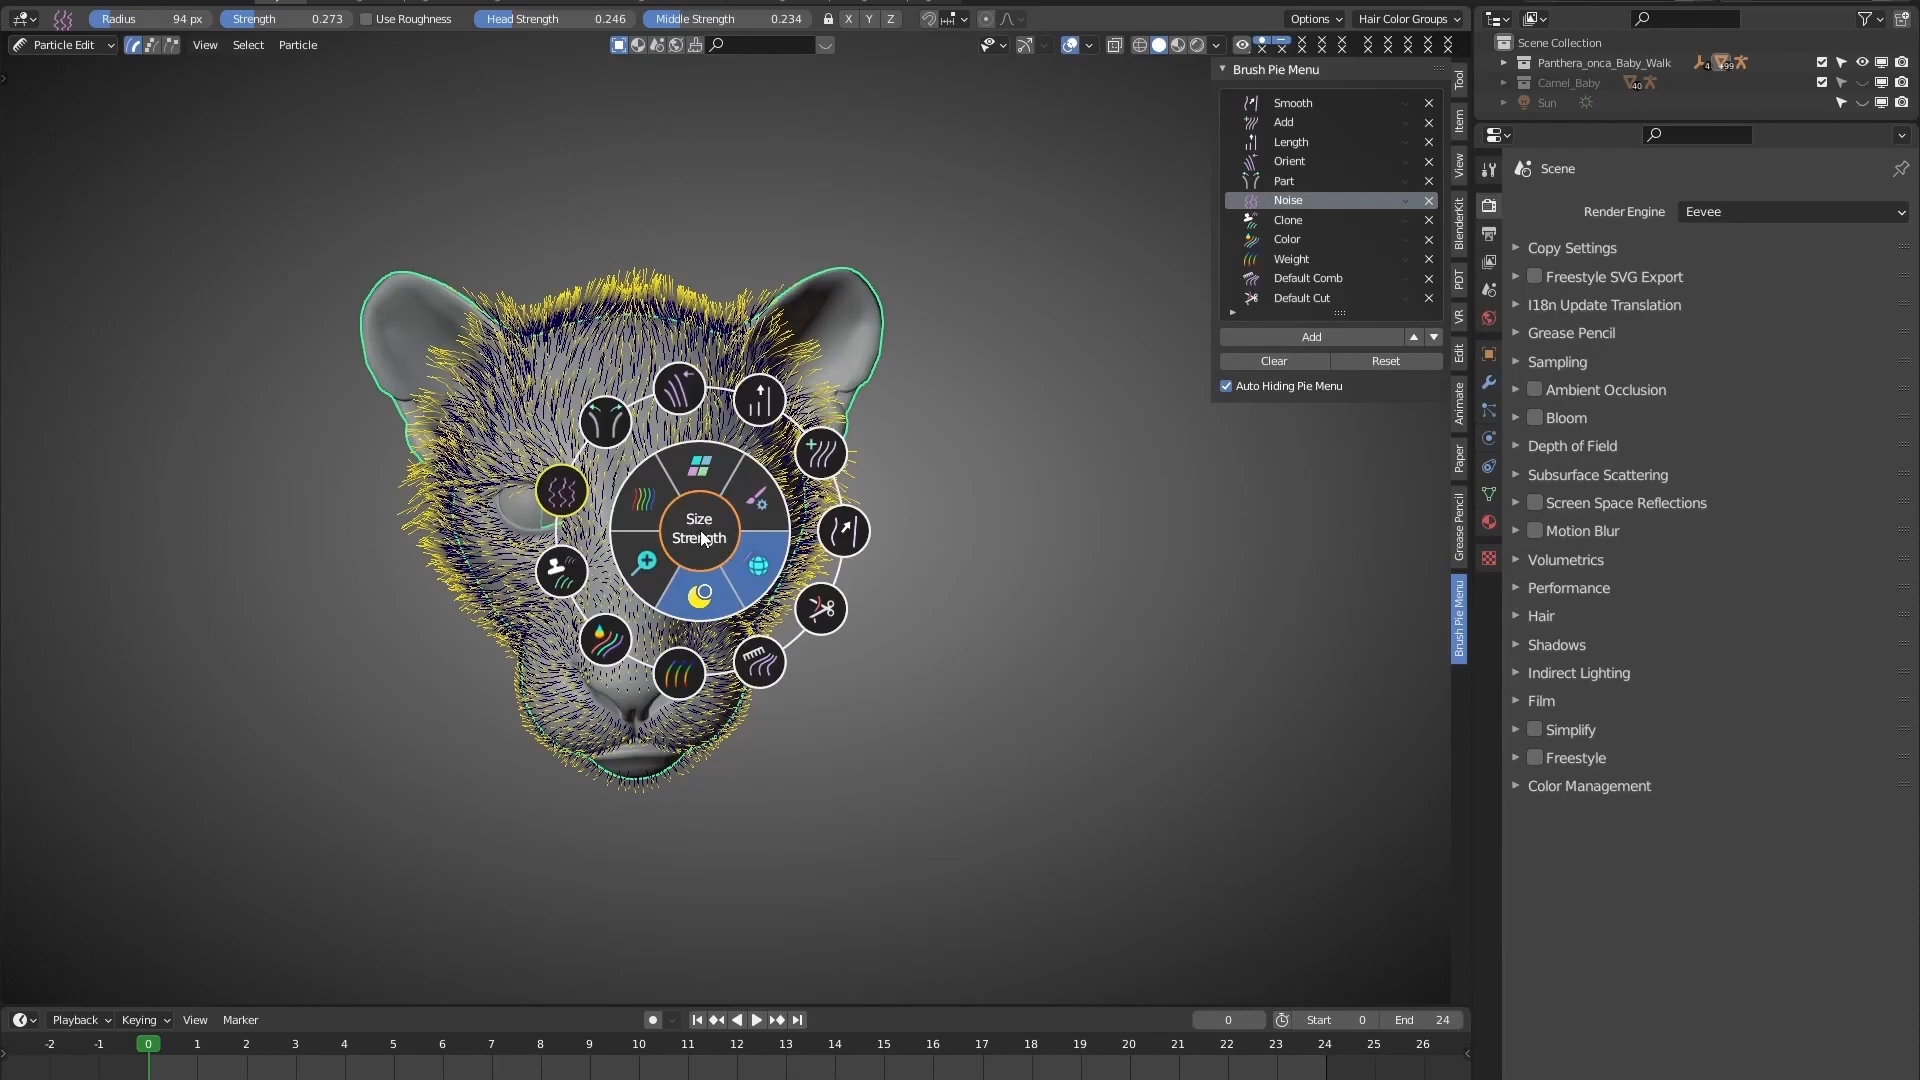 Radius 94 px Strength 0.273 Use Roughness Head Strength 0.246 Middle Strength 0.234 X Y Z Options Hair Color Groups
Particle Edit View Select Particle
Brush Pie Menu
Smooth
Add
Length
Orient
Part
Noise
Clone
Color
Weight
Default Comb
Default Cut
Add
Clear Reset
Auto Hiding Pie Menu
Tool
Item
View
BlenderKit
PDT
VR
Edit
Animate
Paper
Grease Pencil
Brush Pie Menu
Size
Strength
Scene Collection
Panthera_onca_Baby_Walk 4 +99
Camel_Baby 40
Sun
Scene
Render Engine Eevee
Copy Settings
Freestyle SVG Export
I18n Update Translation
Grease Pencil
Sampling
Ambient Occlusion
Bloom
Depth of Field
Subsurface Scattering
Screen Space Reflections
Motion Blur
Volumetrics
Performance
Hair
Shadows
Indirect Lighting
Film
Simplify
Freestyle
Color Management
Playback Keying View Marker 0 Start 0 End 24
-2 -1 0 1 2 3 4 5 6 7 8 9 10 11 12 13 14 15 16 17 18 19 20 21 22 23 24 25 26